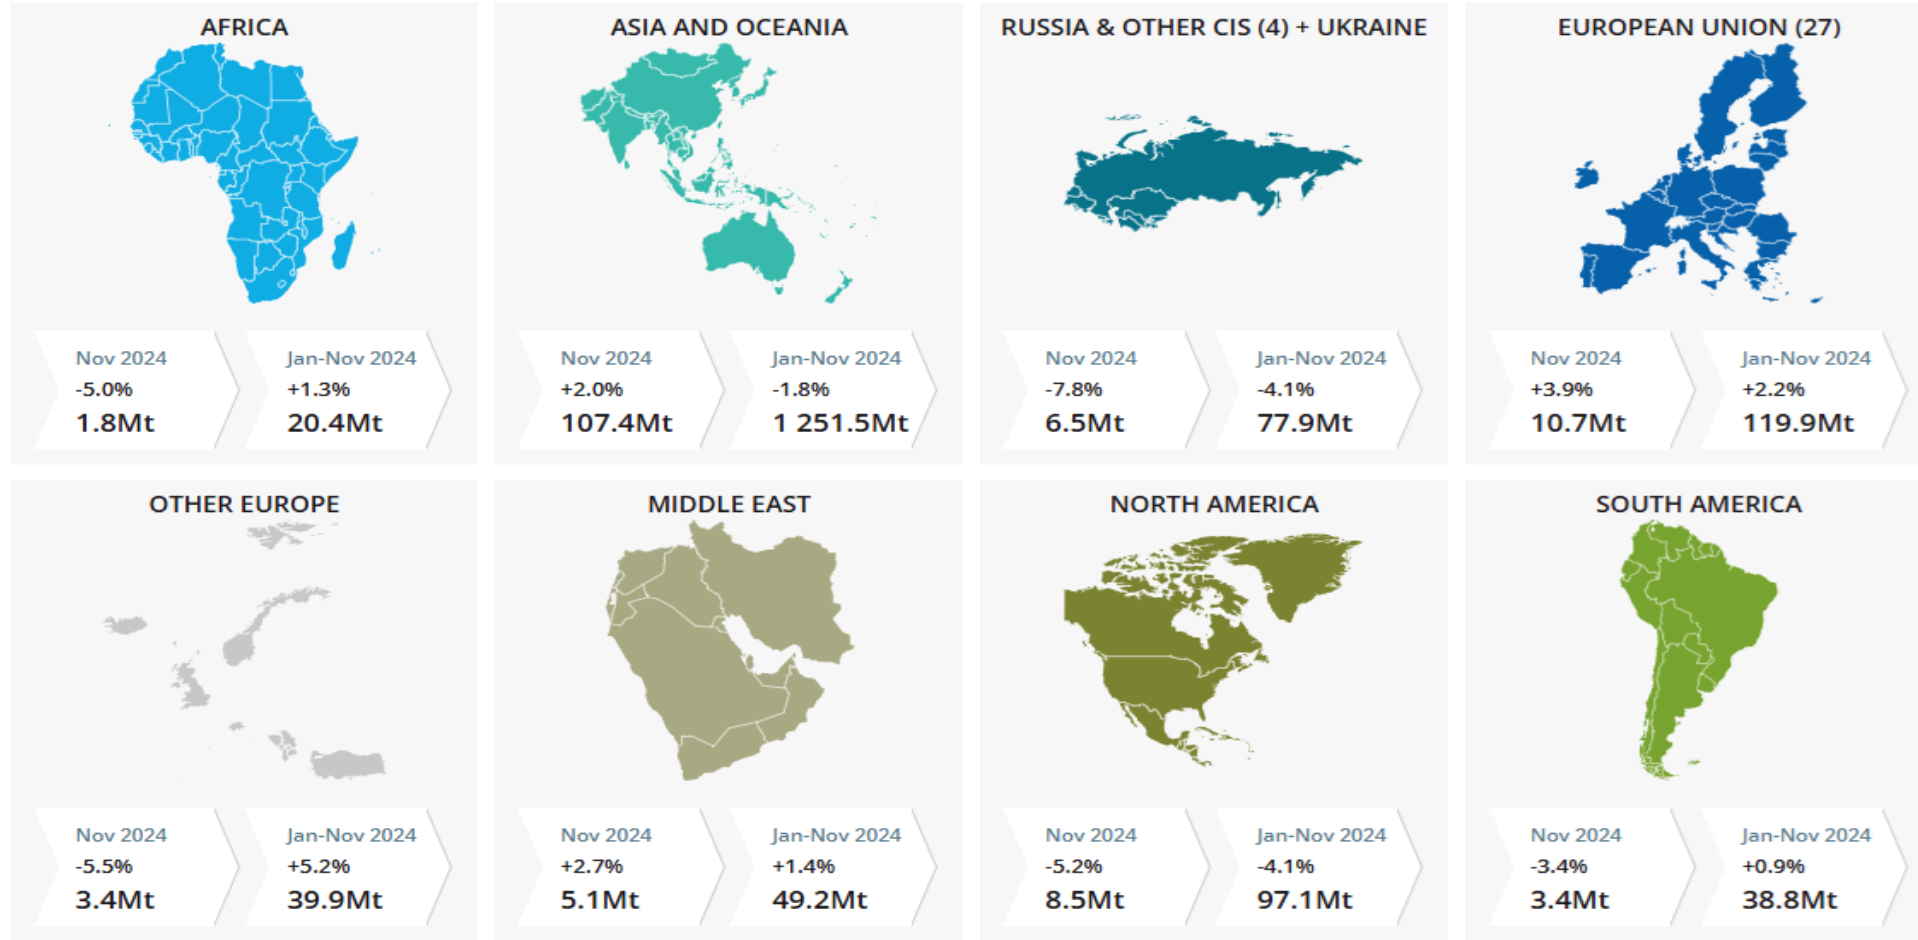 AFRICA
Nov 2024
-5.0%
1.8Mt
Jan-Nov 2024
+1.3%
20.4Mt
ASIA AND OCEANIA
Nov 2024
+2.0%
107.4Mt
Jan-Nov 2024
-1.8%
1 251.5Mt
RUSSIA & OTHER CIS (4) + UKRAINE
Nov 2024
-7.8%
6.5Mt
Jan-Nov 2024
-4.1%
77.9Mt
EUROPEAN UNION (27)
Nov 2024
+3.9%
10.7Mt
Jan-Nov 2024
+2.2%
119.9Mt
OTHER EUROPE
Nov 2024
-5.5%
3.4Mt
Jan-Nov 2024
+5.2%
39.9Mt
MIDDLE EAST
Nov 2024
+2.7%
5.1Mt
Jan-Nov 2024
+1.4%
49.2Mt
NORTH AMERICA
Nov 2024
-5.2%
8.5Mt
Jan-Nov 2024
-4.1%
97.1Mt
SOUTH AMERICA
Nov 2024
-3.4%
3.4Mt
Jan-Nov 2024
+0.9%
38.8Mt